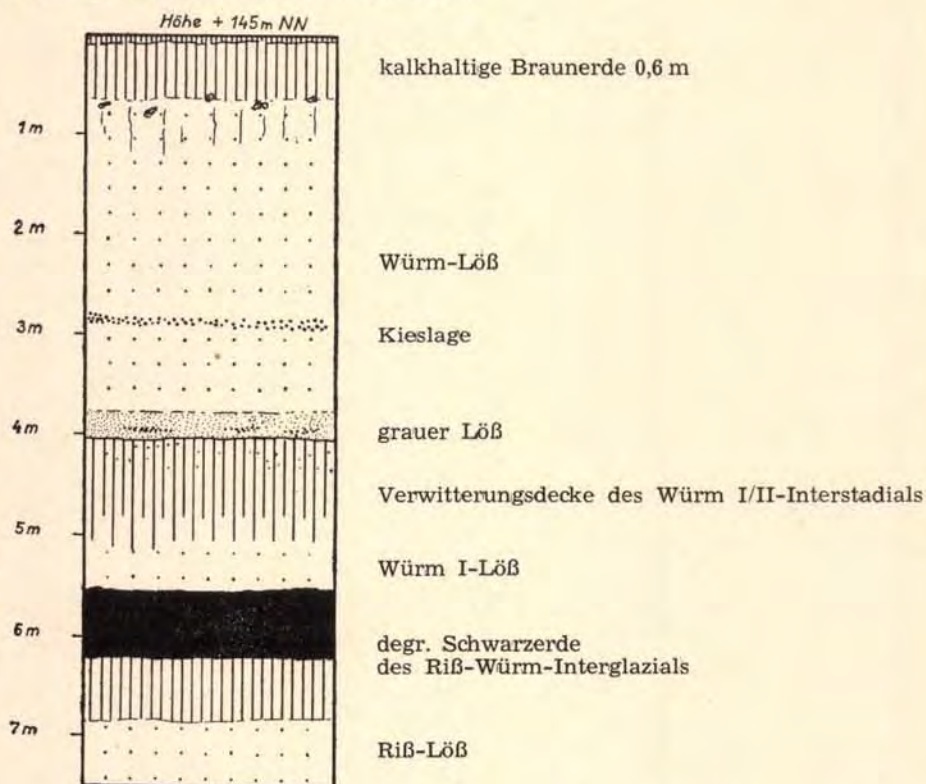 Höhe + 145m NN
kalkhaltige Braunerde 0,6 m
1m
2m
Würm-Löß
3m
Kieslage
4m
grauer Löß
Verwitterungsdecke des Würm I/II-Interstadials
5m
Würm I-Löß
6m
degr. Schwarzerde
des Riß-Würm-Interglazials
7m
Riß-Löß